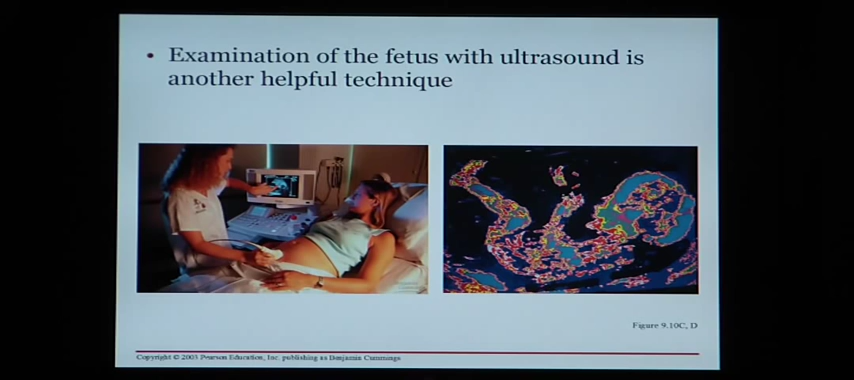 • Examination of the fetus with ultrasound is
another helpful technique
Figure 9.10C, D
Copyright © 2003 Pearson Education, Inc. publishing as Benjamin Cummings